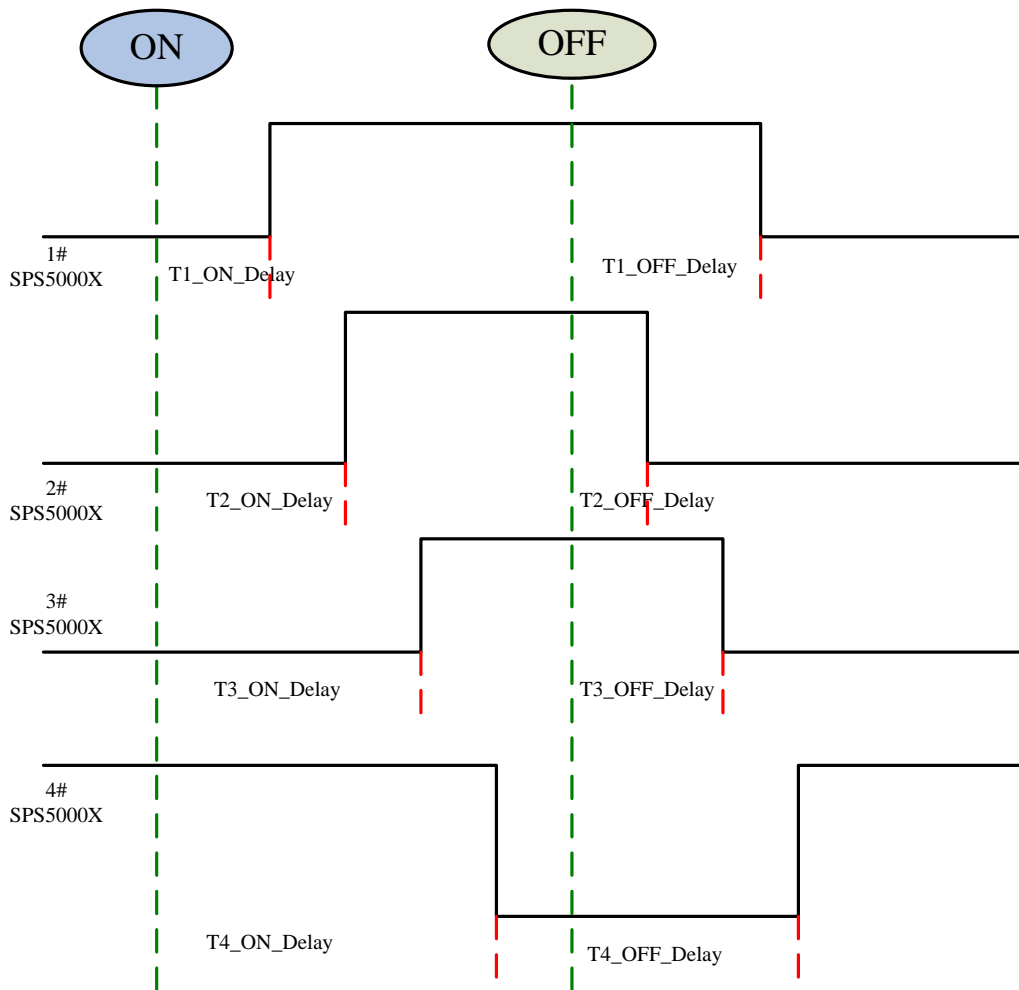 ON
OFF
1#
SPS5000X
T1_ON_Delay
T1_OFF_Delay
2#
SPS5000X
T2_ON_Delay
T2_OFF_Delay
3#
SPS5000X
T3_ON_Delay
T3_OFF_Delay
4#
SPS5000X
T4_ON_Delay
T4_OFF_Delay